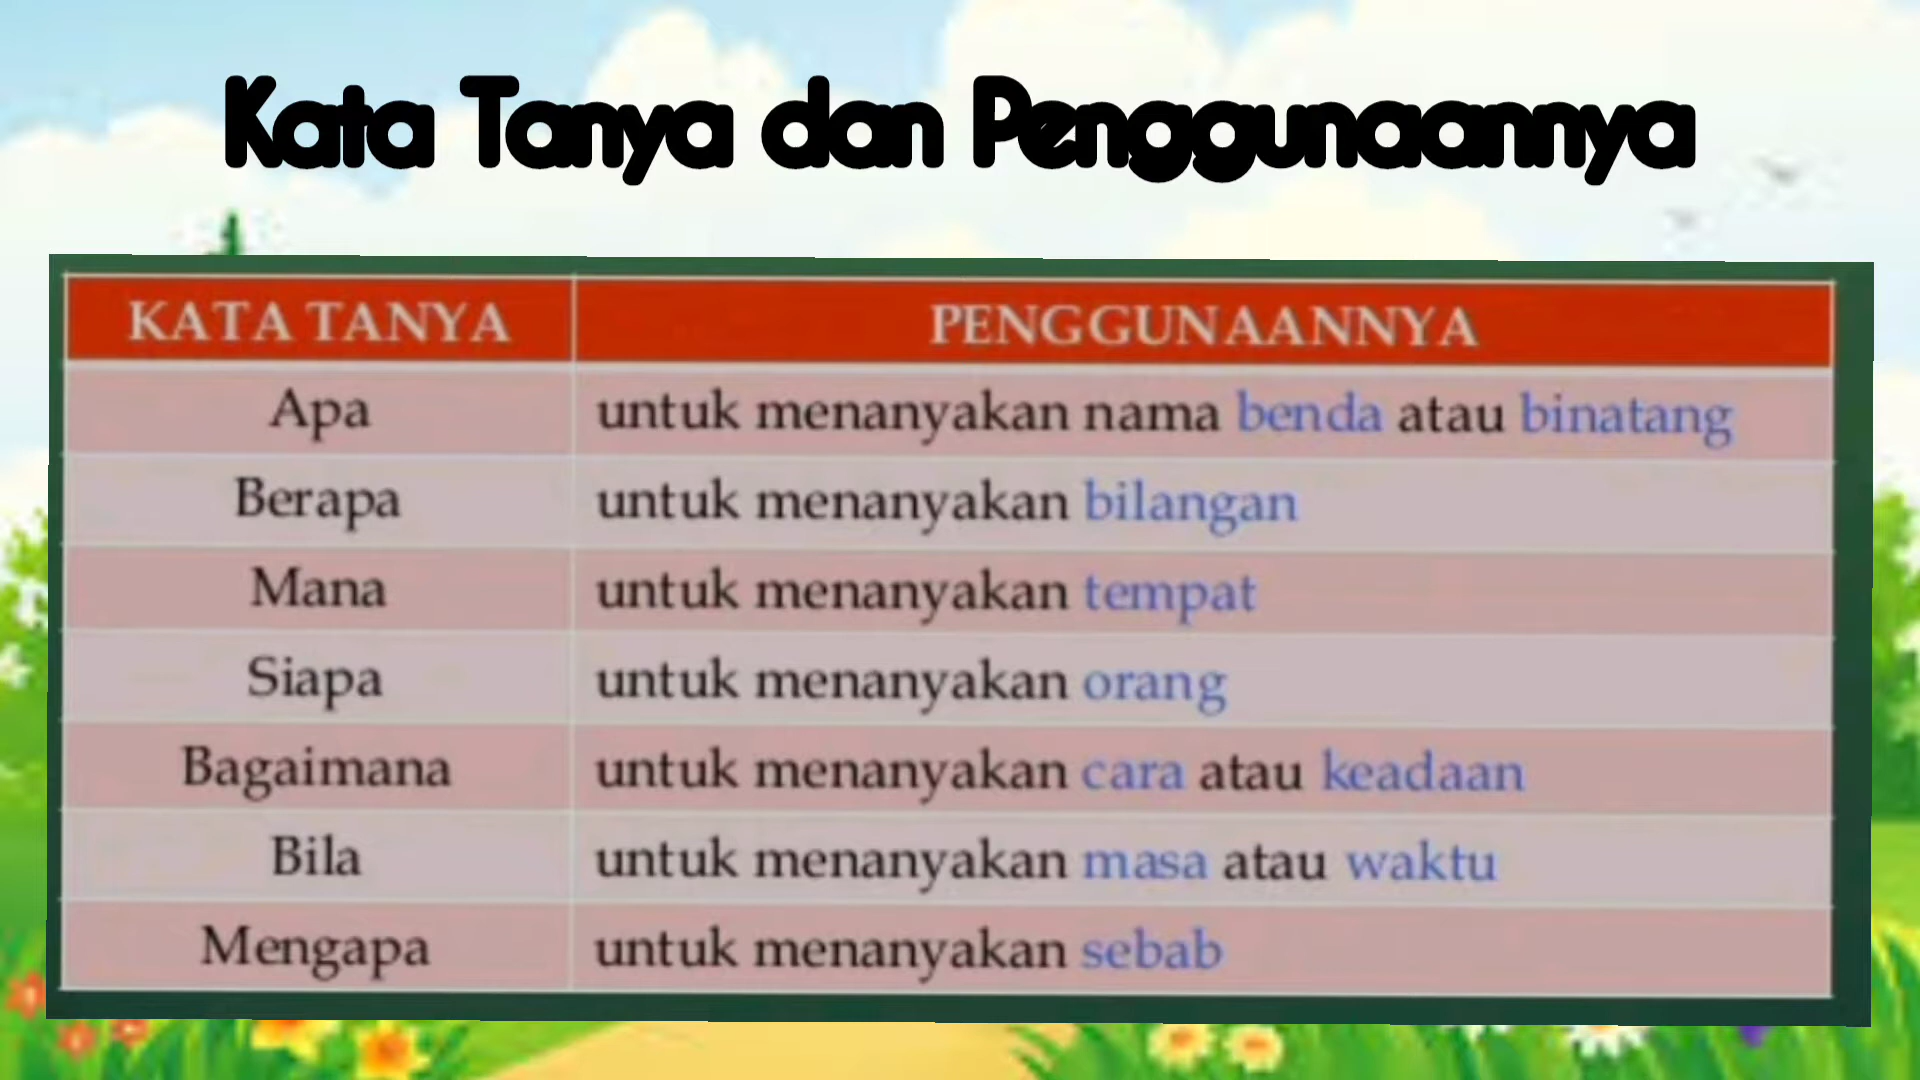 Kata Tanya dan Penggunaannya
KATA TANYA PENGGUNAANNYA
Apa untuk menanyakan nama benda atau binatang
Berapa untuk menanyakan bilangan
Mana untuk menanyakan tempat
Siapa untuk menanyakan orang
Bagaimana untuk menanyakan cara atau keadaan
Bila untuk menanyakan masa atau waktu
Mengapa untuk menanyakan sebab